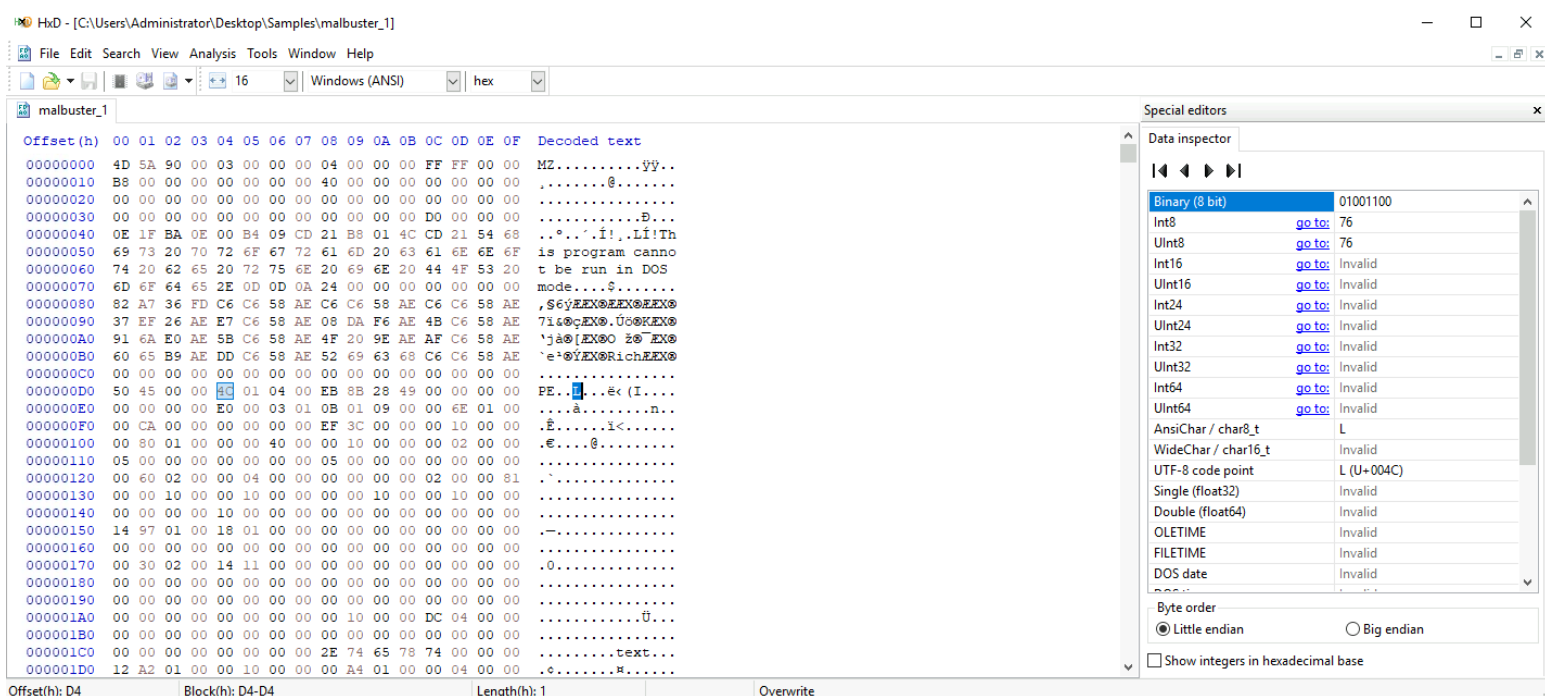 HxD - [C:\Users\Administrator\Desktop\Samples\malbuster_1]
File Edit Search View Analysis Tools Window Help
16 Windows (ANSI) hex
malbuster_1
Offset(h) 00 01 02 03 04 05 06 07 08 09 0A 0B 0C 0D 0E 0F Decoded text
00000000 4D 5A 90 00 03 00 00 00 04 00 00 00 FF FF 00 00 MZ..........ÿÿ..
00000010 B8 00 00 00 00 00 00 00 40 00 00 00 00 00 00 00 ¸.......@.......
00000020 00 00 00 00 00 00 00 00 00 00 00 00 00 00 00 00 ................
00000030 00 00 00 00 00 00 00 00 00 00 00 00 D0 00 00 00 ............Ð...
00000040 0E 1F BA 0E 00 B4 09 CD 21 B8 01 4C CD 21 54 68 ..º..´.Í!¸.LÍ!Th
00000050 69 73 20 70 72 6F 67 72 61 6D 20 63 61 6E 6E 6F is program canno
00000060 74 20 62 65 20 72 75 6E 20 69 6E 20 44 4F 53 20 t be run in DOS
00000070 6D 6F 64 65 2E 0D 0D 0A 24 00 00 00 00 00 00 00 mode....$.......
00000080 82 A7 36 FD C6 C6 58 AE C6 C6 58 AE C6 C6 58 AE ‚§6ýÆÆX®ÆÆX®ÆÆX®
00000090 37 EF 26 AE E7 C6 58 AE 08 DA F6 AE 4B C6 58 AE 7ï&®çÆX®.Úö®KÆX®
000000A0 91 6A E0 AE 5B C6 58 AE 4F 20 9E AE AF C6 58 AE ‘jà®[ÆX®O ž®¯ÆX®
000000B0 60 65 B9 AE DD C6 58 AE 52 69 63 68 C6 C6 58 AE `e¹®ÝÆX®RichÆÆX®
000000C0 00 00 00 00 00 00 00 00 00 00 00 00 00 00 00 00 ................
000000D0 50 45 00 00 4C 01 04 00 EB 8B 28 49 00 00 00 00 PE..L...ë‹(I....
000000E0 00 00 00 00 E0 00 03 01 0B 01 09 00 00 6E 01 00 ....à........n..
000000F0 00 CA 00 00 00 00 00 00 EF 3C 00 00 00 10 00 00 .Ê......ï<......
00000100 00 80 01 00 00 00 40 00 00 10 00 00 00 02 00 00 .€....@.........
00000110 05 00 00 00 00 00 00 00 05 00 00 00 00 00 00 00 ................
00000120 00 60 02 00 00 04 00 00 00 00 00 00 02 00 00 81 .`..............
00000130 00 00 10 00 00 10 00 00 00 00 10 00 00 10 00 00 ................
00000140 00 00 00 00 10 00 00 00 00 00 00 00 00 00 00 00 ................
00000150 14 97 01 00 18 01 00 00 00 00 00 00 00 00 00 00 .—..............
00000160 00 00 00 00 00 00 00 00 00 00 00 00 00 00 00 00 ................
00000170 00 30 02 00 14 11 00 00 00 00 00 00 00 00 00 00 .0..............
00000180 00 00 00 00 00 00 00 00 00 00 00 00 00 00 00 00 ................
00000190 00 00 00 00 00 00 00 00 00 00 00 00 00 00 00 00 ................
000001A0 00 00 00 00 00 00 00 00 00 10 00 00 DC 04 00 00 ............Ü...
000001B0 00 00 00 00 00 00 00 00 00 00 00 00 00 00 00 00 ................
000001C0 00 00 00 00 00 00 00 00 2E 74 65 78 74 00 00 00 .........text...
000001D0 12 A2 01 00 00 10 00 00 00 A4 01 00 00 04 00 00 .¢.......¤......
Special editors
Data inspector
Binary (8 bit) 01001100
Int8 go to: 76
UInt8 go to: 76
Int16 go to: Invalid
UInt16 go to: Invalid
Int24 go to: Invalid
UInt24 go to: Invalid
Int32 go to: Invalid
UInt32 go to: Invalid
Int64 go to: Invalid
UInt64 go to: Invalid
AnsiChar / char8_t L
WideChar / char16_t Invalid
UTF-8 code point L (U+004C)
Single (float32) Invalid
Double (float64) Invalid
OLETIME Invalid
FILETIME Invalid
DOS date Invalid
Byte order
Little endian Big endian
Show integers in hexadecimal base
Offset(h): D4 Block(h): D4-D4 Length(h): 1 Overwrite